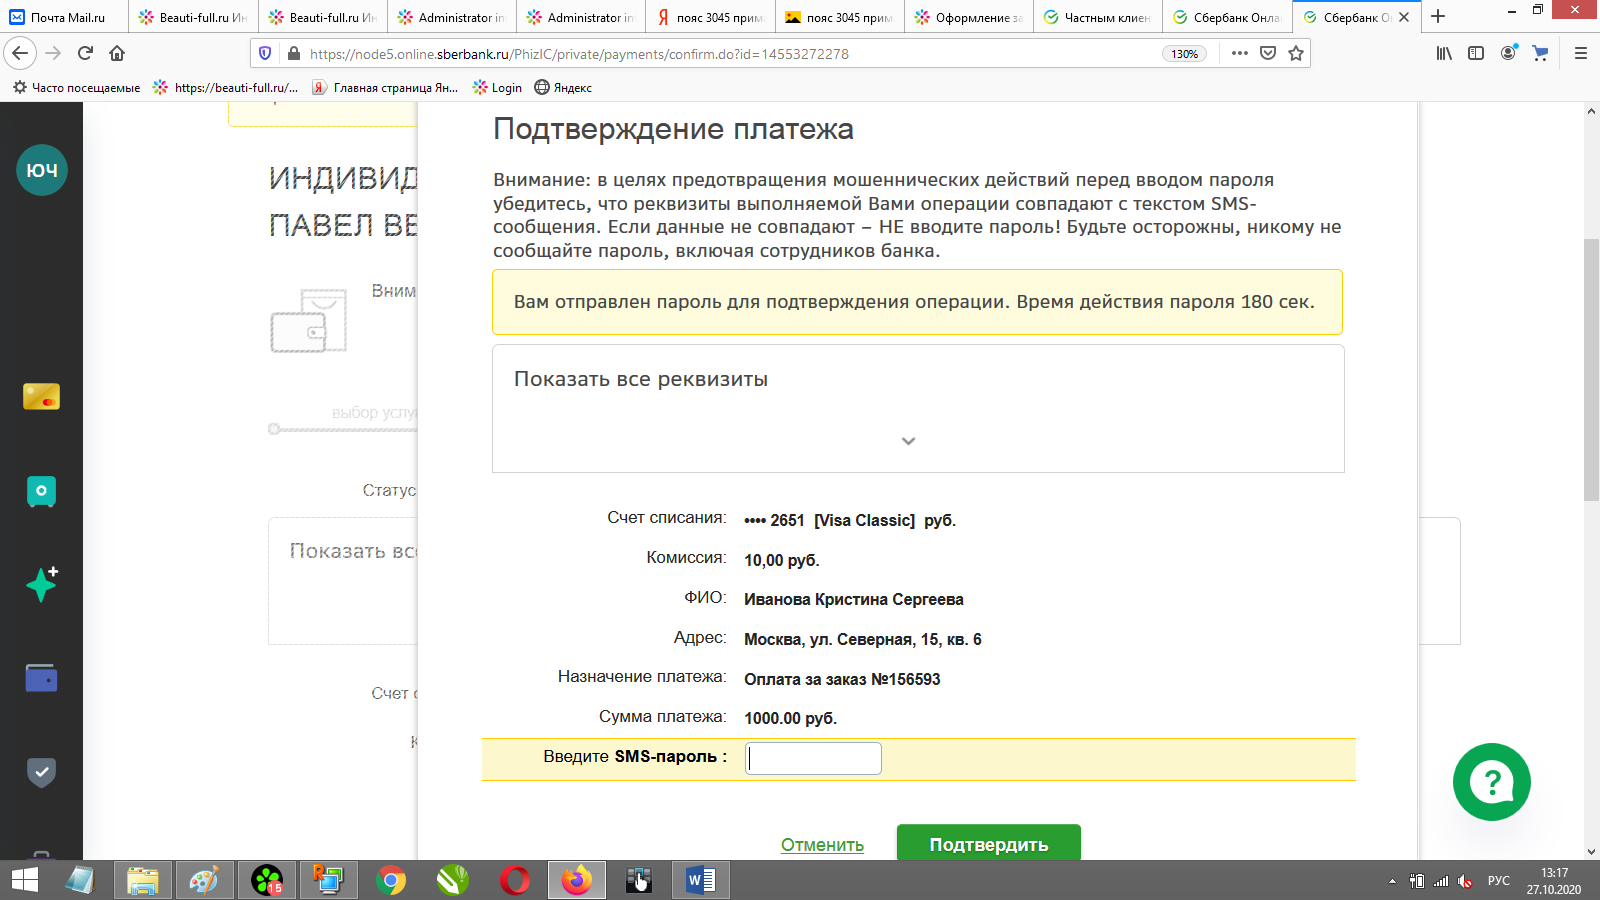 Почта Mail.ru
Beauti-full.ru Ин
Beauti-full.ru Ин
Administrator in
Administrator in
пояс 3045 прим
пояс 3045 прим
Оформление за
Частным клиен
Сбербанк Онла
Сбербанк О
https://node5.online.sberbank.ru/PhizIC/private/payments/confirm.do?id=14553272278
130%
Часто посещаемые
https://beauti-full.ru/...
Главная страница Ян...
Login
Яндекс
ЮЧ
ИНДИВИД
ПАВЕЛ ВЕ
Вним
выбор услу
Статус
Показать все
Счет с
К
Подтверждение платежа
Внимание: в целях предотвращения мошеннических действий перед вводом пароля
убедитесь, что реквизиты выполняемой Вами операции совпадают с текстом SMS-
сообщения. Если данные не совпадают – НЕ вводите пароль! Будьте осторожны, никому не
сообщайте пароль, включая сотрудников банка.
Вам отправлен пароль для подтверждения операции. Время действия пароля 180 сек.
Показать все реквизиты
Счет списания: •••• 2651 [Visa Classic] руб.
Комиссия: 10,00 руб.
ФИО: Иванова Кристина Сергеева
Адрес: Москва, ул. Северная, 15, кв. 6
Назначение платежа: Оплата за заказ №156593
Сумма платежа: 1000.00 руб.
Введите SMS-пароль :
Отменить
Подтвердить
15
РУС
13:17
27.10.2020